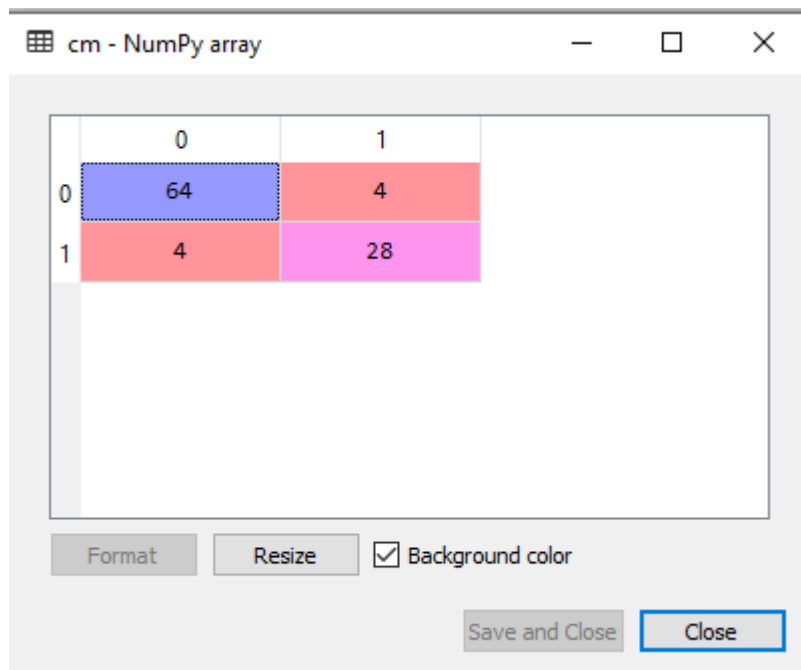 cm - NumPy array
0 1
0 64 4
1 4 28
Format Resize Background color
Save and Close Close